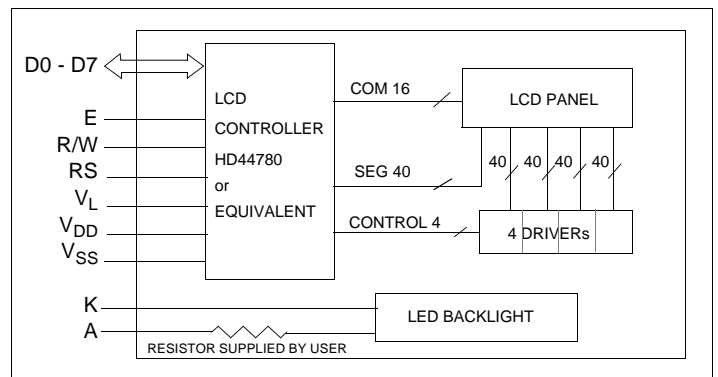 D0 - D7
E
R/W
RS
VL
VDD
VSS
K
A
LCD
CONTROLLER
HD44780
or
EQUIVALENT
COM 16
SEG 40
CONTROL 4
LCD PANEL
40 40 40 40
4 DRIVERs
LED BACKLIGHT
RESISTOR SUPPLIED BY USER